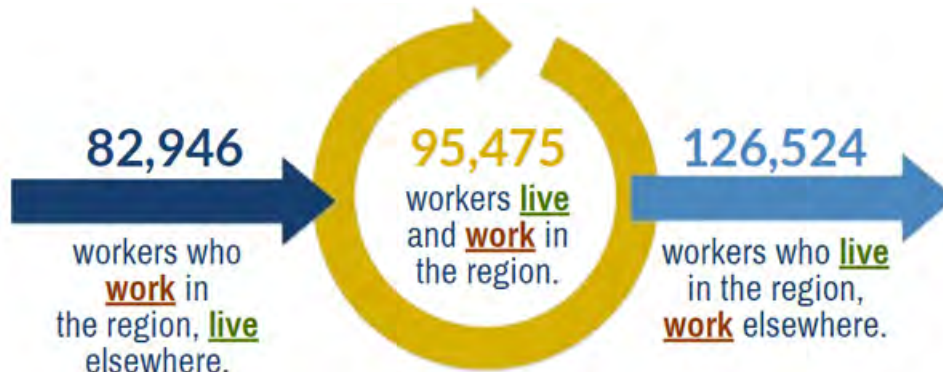 82,946
workers who
work in
the region, live
elsewhere.
95,475
workers live
and work in
the region.
126,524
workers who live
in the region,
work elsewhere.